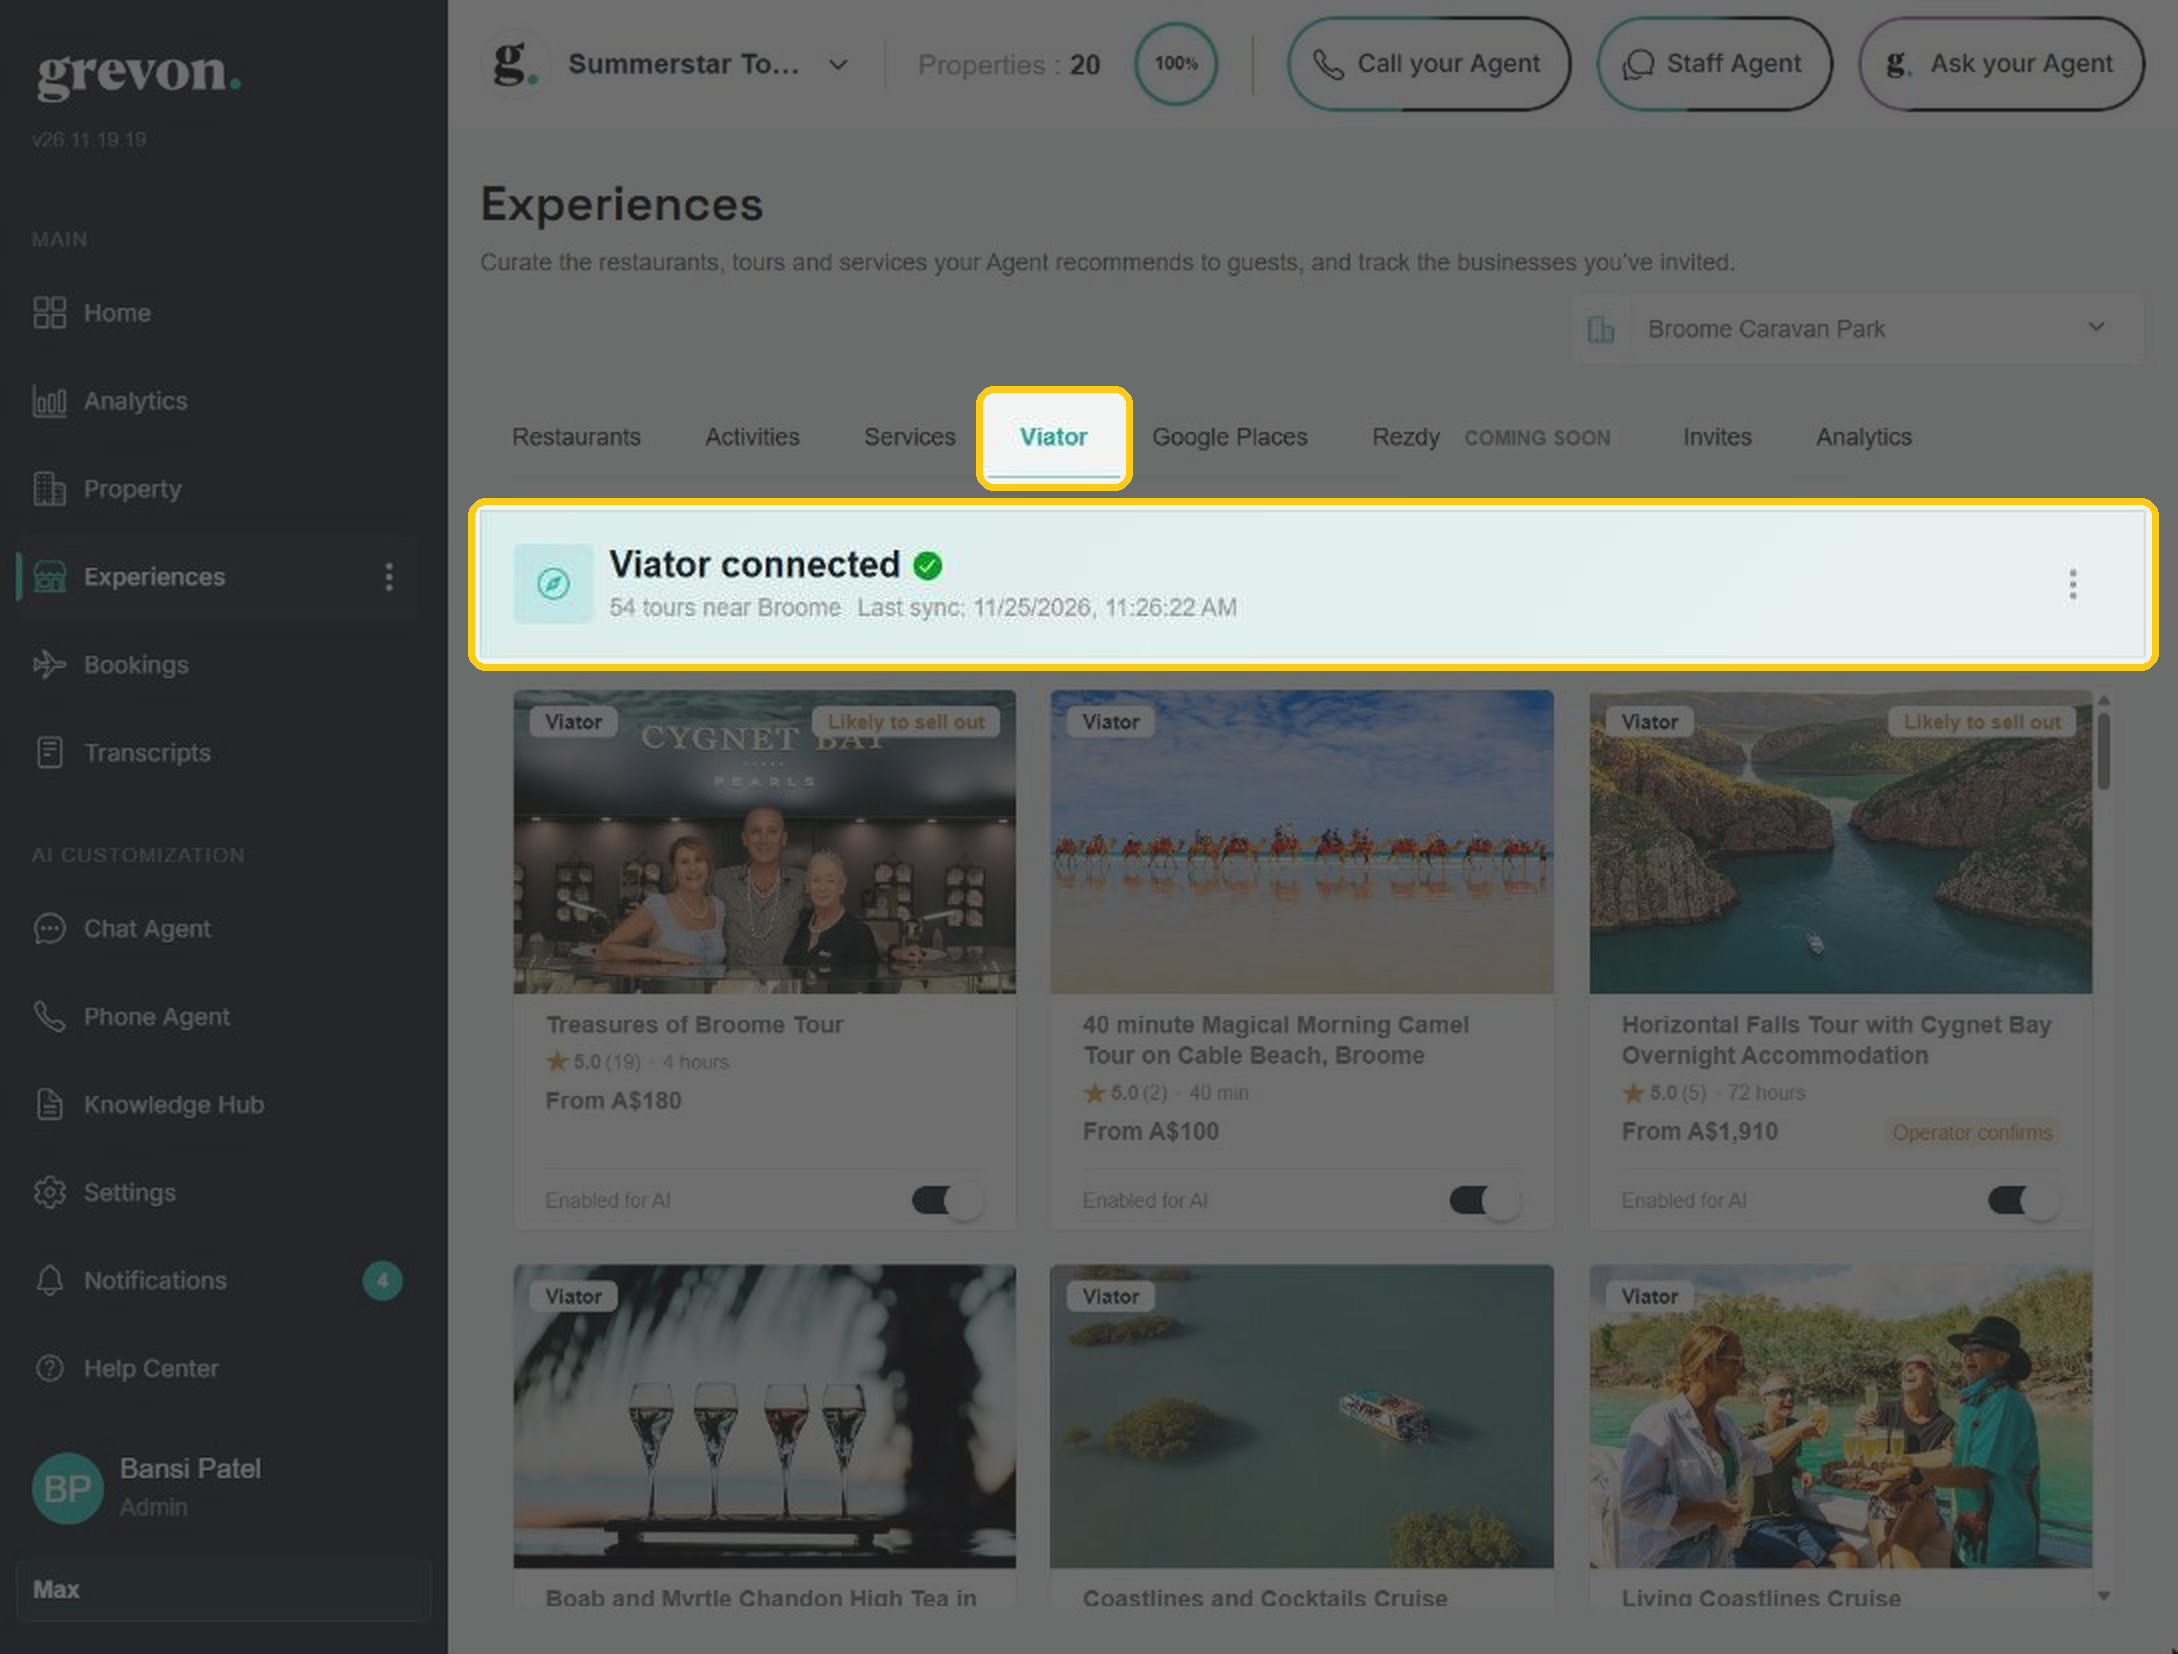 grevon.
v26.11.19.19
MAIN
Home
Analytics
Property
Experiences
Bookings
Transcripts
AI CUSTOMIZATION
Chat Agent
Phone Agent
Knowledge Hub
Settings
Notifications 4
Help Center
BP Bansi Patel
Admin
Max
g. Summerstar To... Properties : 20 100% Call your Agent Staff Agent g. Ask your Agent
Experiences
Curate the restaurants, tours and services your Agent recommends to guests, and track the businesses you've invited.
Broome Caravan Park
Restaurants Activities Services Viator Google Places Rezdy COMING SOON Invites Analytics
Viator connected
54 tours near Broome Last sync: 11/25/2026, 11:26:22 AM
Viator Likely to sell out
CYGNET BAY
PEARLS
Treasures of Broome Tour
5.0 (19) · 4 hours
From A$180
Enabled for AI
Viator
40 minute Magical Morning Camel
Tour on Cable Beach, Broome
5.0 (2) · 40 min
From A$100
Enabled for AI
Viator Likely to sell out
Horizontal Falls Tour with Cygnet Bay
Overnight Accommodation
5.0 (5) · 72 hours
From A$1,910 Operator confirms
Enabled for AI
Viator
Boab and Myrtle Chandon High Tea in
Viator
Coastlines and Cocktails Cruise
Viator
Living Coastlines Cruise